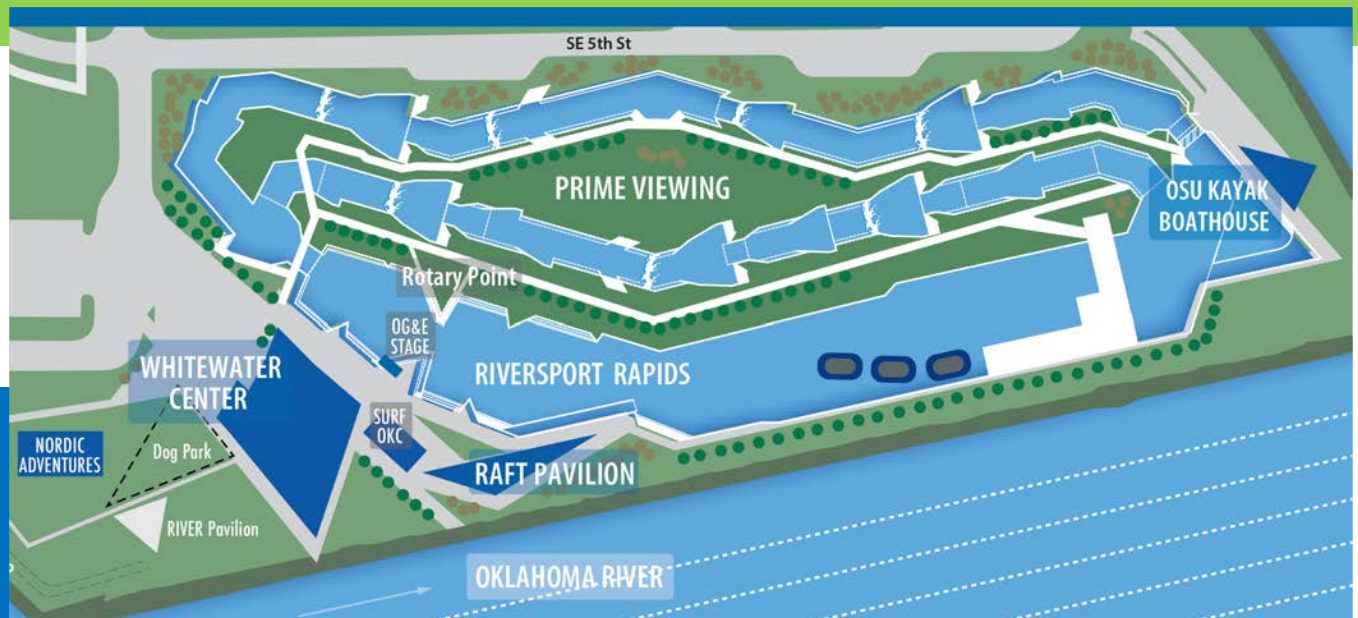 SE 5th St
PRIME VIEWING
OSU KAYAK
BOATHOUSE
Rotary Point
OG&E
STAGE
WHITEWATER
CENTER
RIVERSPORT RAPIDS
SURF
OKC
NORDIC
ADVENTURES
Dog Park
RAFT PAVILION
RIVER Pavilion
OKLAHOMA RIVER